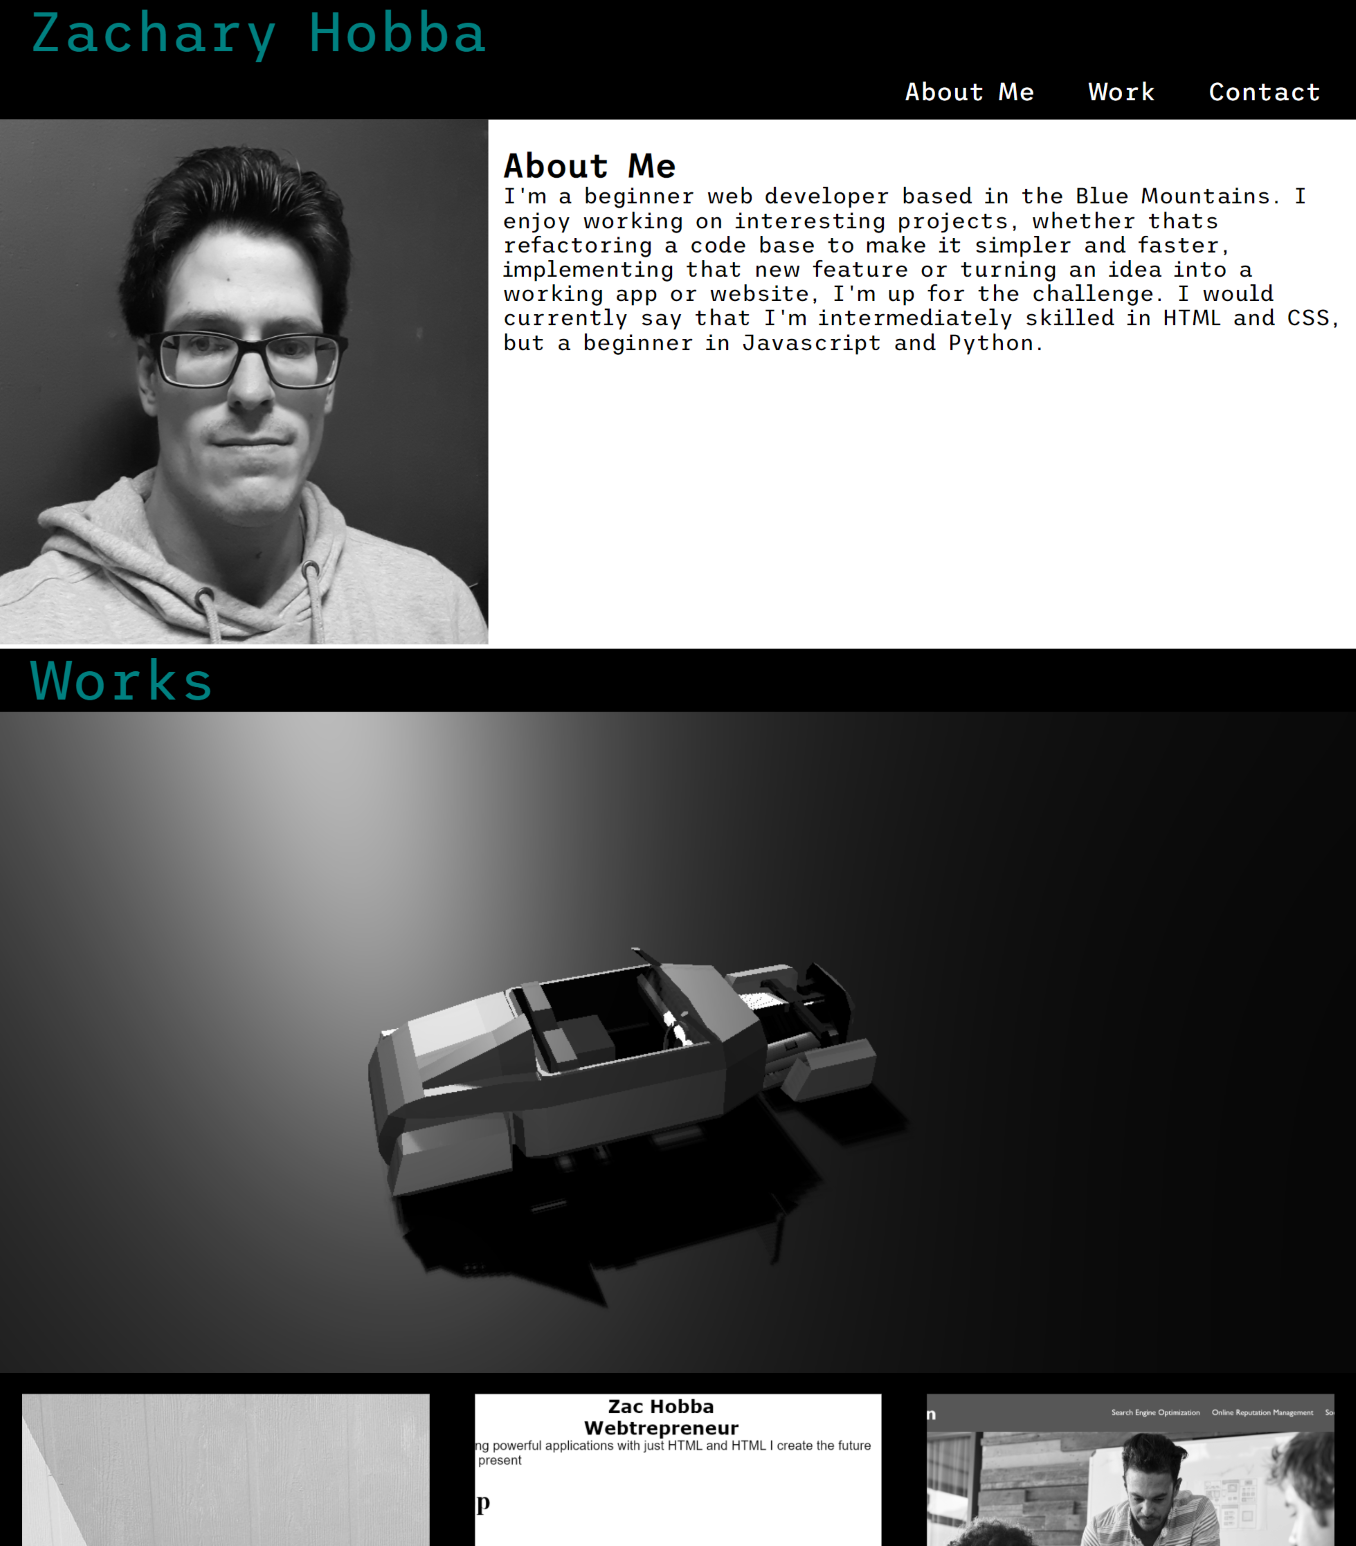 Zachary Hobba
About Me Work Contact
About Me
I'm a beginner web developer based in the Blue Mountains. I
enjoy working on interesting projects, whether thats
refactoring a code base to make it simpler and faster,
implementing that new feature or turning an idea into a
working app or website, I'm up for the challenge. I would
currently say that I'm intermediately skilled in HTML and CSS,
but a beginner in Javascript and Python.
Works
Zac Hobba
Webtrepreneur
ng powerful applications with just HTML and HTML I create the future
present
p
n Search Engine Optimization Online Reputation Management So